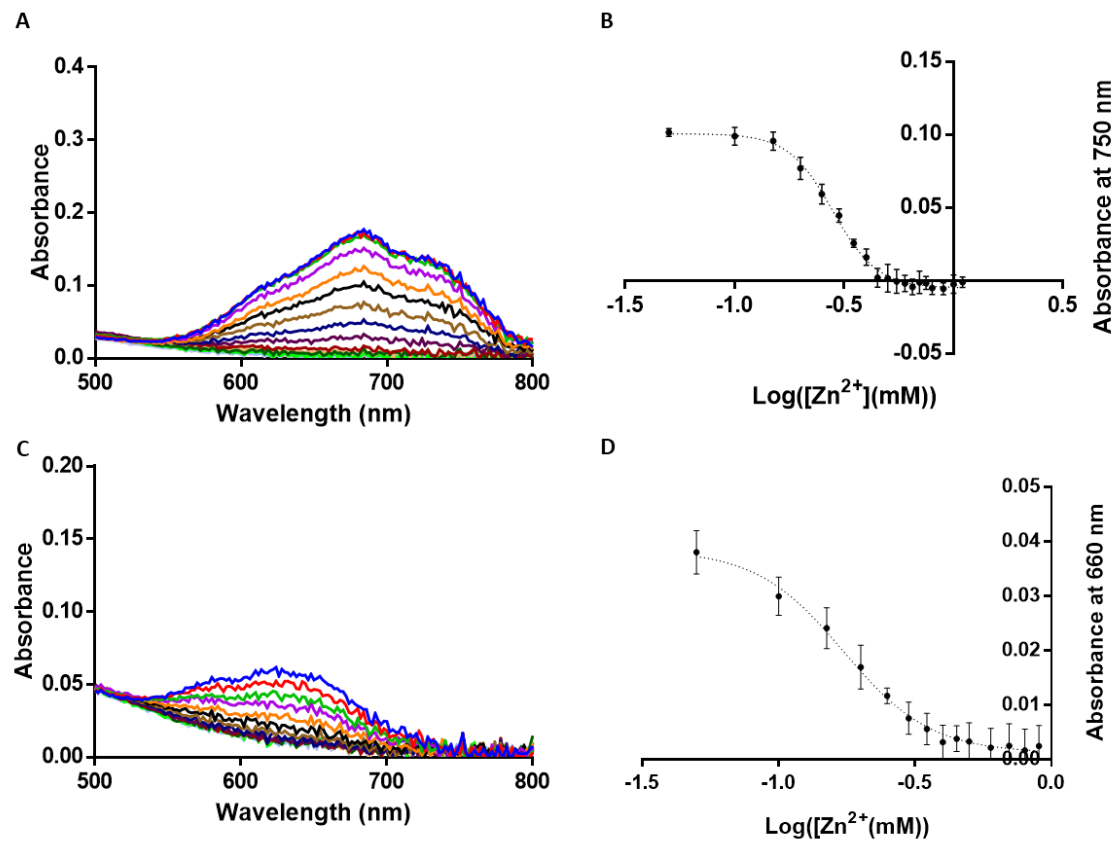 A
0.4
0.3
0.2
0.1
0.0
Absorbance
500 600 700 800
Wavelength (nm)
B
0.15
0.10
0.05
-0.05
-1.5 -1.0 -0.5 0.5
Absorbance at 750 nm
Log([Zn²⁺](mM))
C
0.20
0.15
0.10
0.05
0.00
Absorbance
500 600 700 800
Wavelength (nm)
D
0.05
0.04
0.03
0.02
0.01
0.00
-1.5 -1.0 -0.5 0.0
Absorbance at 660 nm
Log([Zn²⁺(mM))